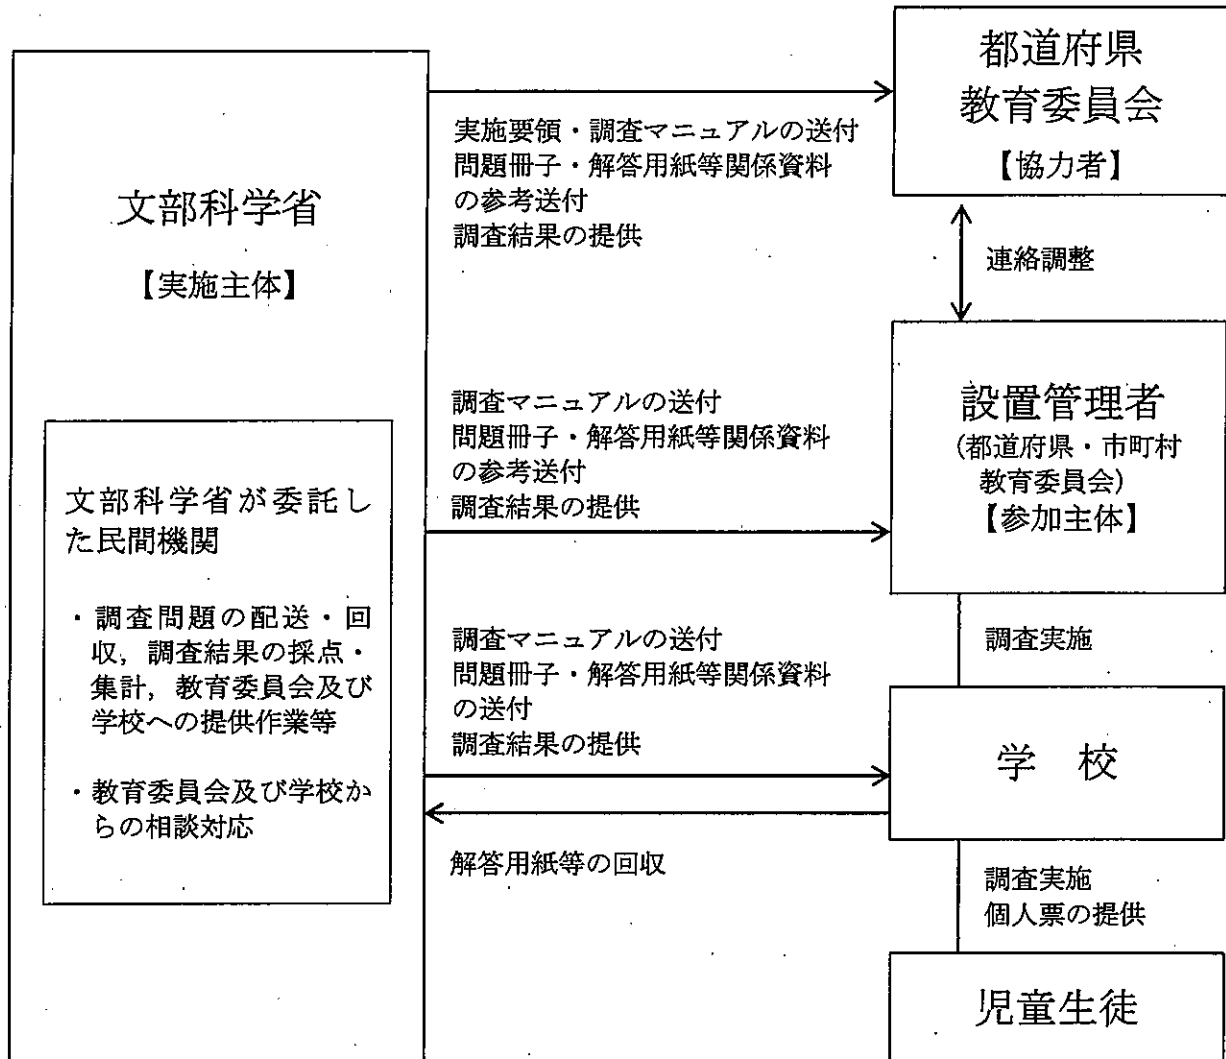 文部科学省
【実施主体】
文部科学省が委託し
た民間機関
・調査問題の配送・回
収，調査結果の採点・
集計，教育委員会及び
学校への提供作業等
・教育委員会及び学校か
らの相談対応
実施要領・調査マニュアルの送付
問題冊子・解答用紙等関係資料
の参考送付
調査結果の提供
都道府県
教育委員会
【協力者】
連絡調整
調査マニュアルの送付
問題冊子・解答用紙等関係資料
の参考送付
調査結果の提供
設置管理者
(都道府県・市町村
教育委員会)
【参加主体】
調査実施
調査マニュアルの送付
問題冊子・解答用紙等関係資料
の送付
調査結果の提供
学　校
解答用紙等の回収
調査実施
個人票の提供
児童生徒